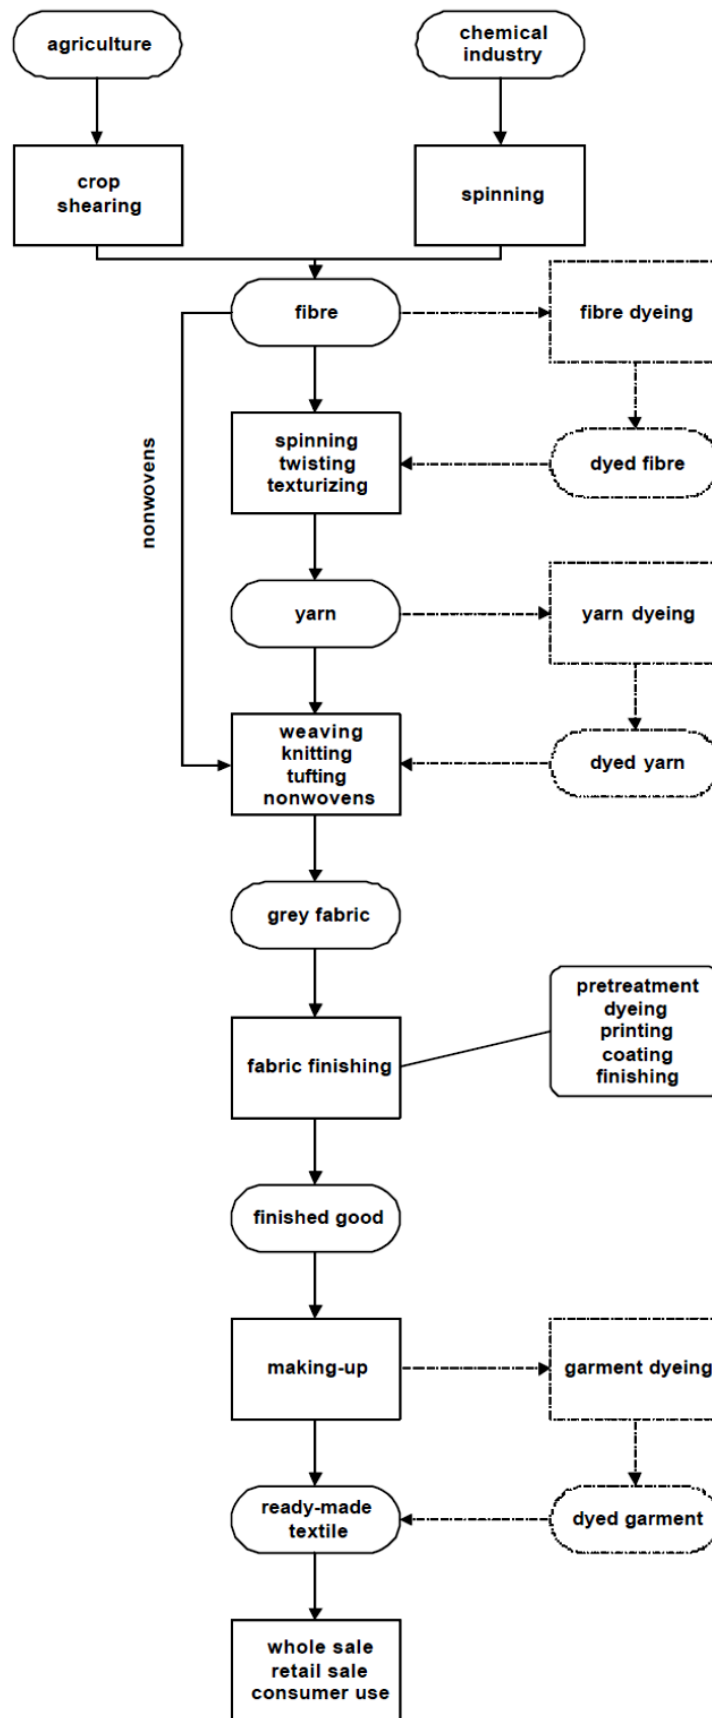 agriculture
chemical
industry
crop
shearing
spinning
fibre
fibre dyeing
nonwovens
spinning
twisting
texturizing
dyed fibre
yarn
yarn dyeing
weaving
knitting
tufting
nonwovens
dyed yarn
grey fabric
pretreatment
dyeing
printing
coating
finishing
fabric finishing
finished good
making-up
garment dyeing
ready-made
textile
dyed garment
whole sale
retail sale
consumer use